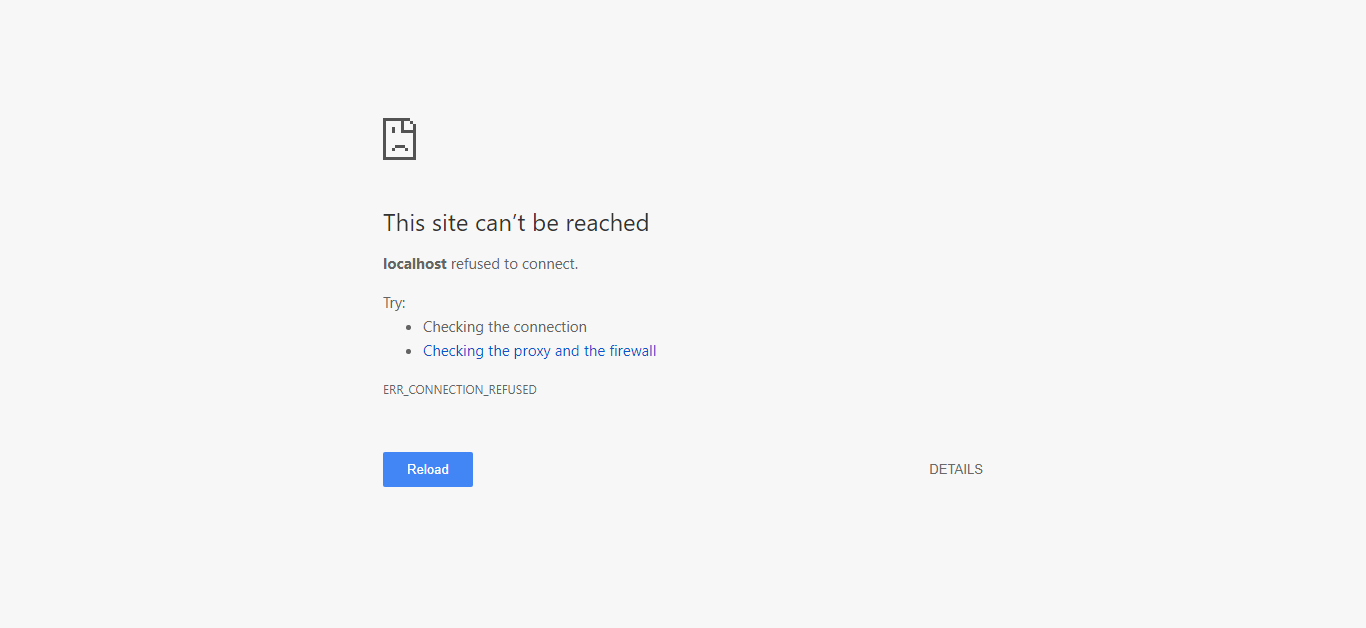 This site can’t be reached
localhost refused to connect.
Try:
• Checking the connection
• Checking the proxy and the firewall
ERR_CONNECTION_REFUSED
Reload
DETAILS